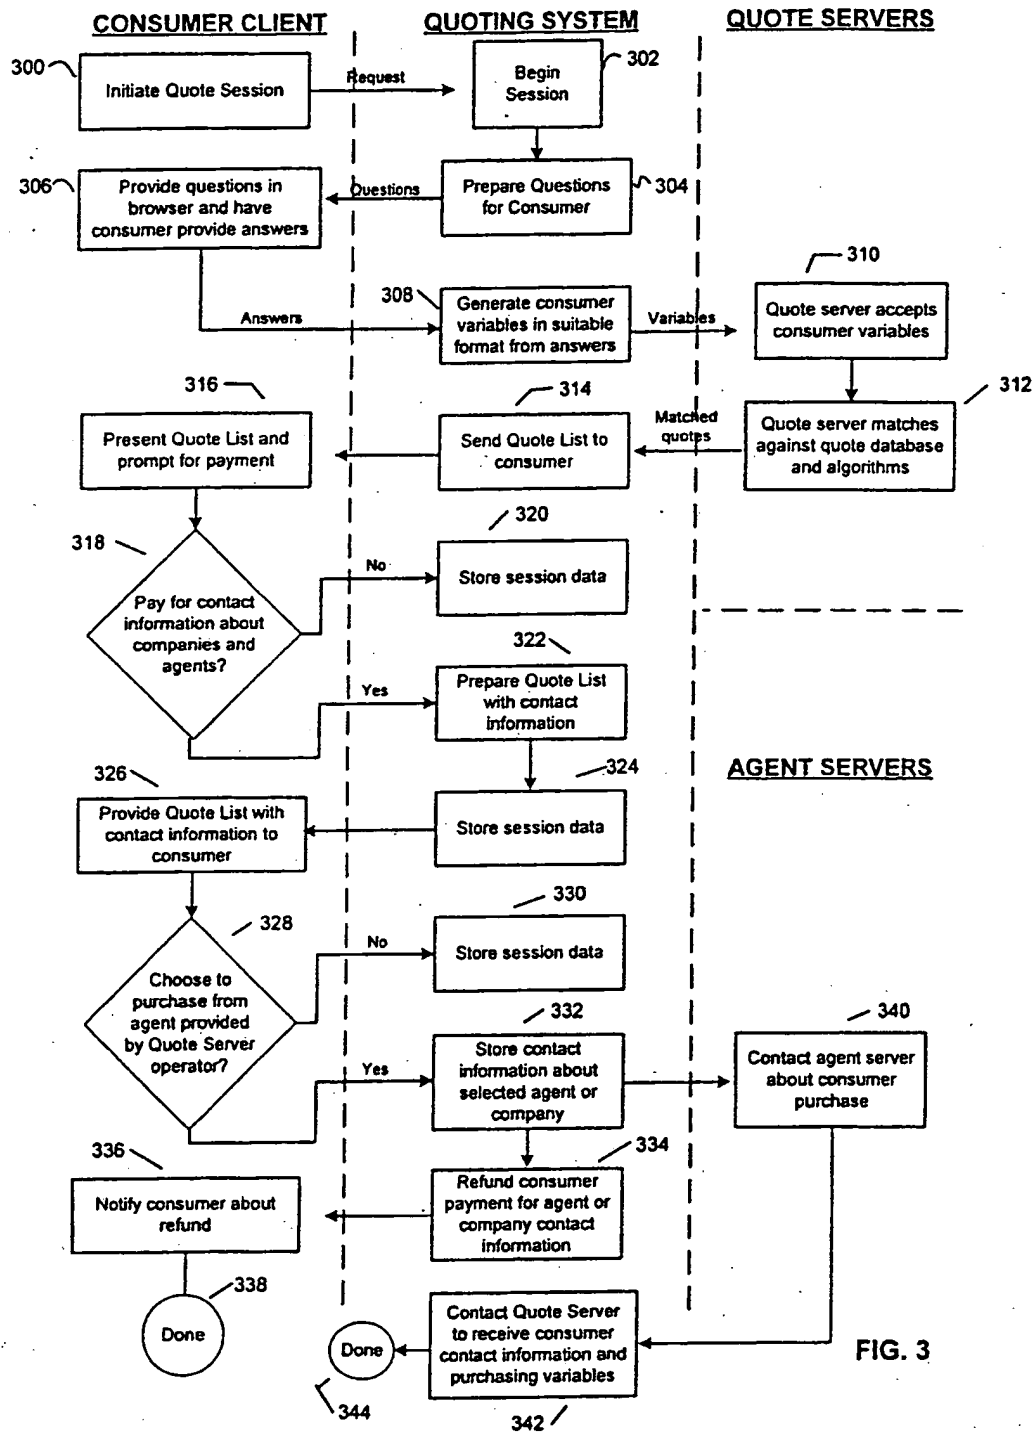 CONSUMER CLIENT
QUOTING SYSTEM
QUOTE SERVERS
300
Initiate Quote Session
Request
302
Begin
Session
306
Provide questions in
browser and have
consumer provide answers
Questions
Prepare Questions
for Consumer
304
Answers
308
Generate consumer
variables in suitable
format from answers
Variables
310
Quote server accepts
consumer variables
316
Present Quote List and
prompt for payment
314
Send Quote List to
consumer
Matched
quotes
312
Quote server matches
against quote database
and algorithms
318
Pay for contact
information about
companies and
agents?
No
320
Store session data
Yes
322
Prepare Quote List
with contact
information
AGENT SERVERS
326
Provide Quote List with
contact information to
consumer
324
Store session data
328
Choose to
purchase from
agent provided
by Quote Server
operator?
No
330
Store session data
Yes
332
Store contact
information about
selected agent or
company
340
Contact agent server
about consumer
purchase
336
Notify consumer about
refund
334
Refund consumer
payment for agent or
company contact
information
338
Done
Done
344
Contact Quote Server
to receive consumer
contact information and
purchasing variables
342
FIG. 3